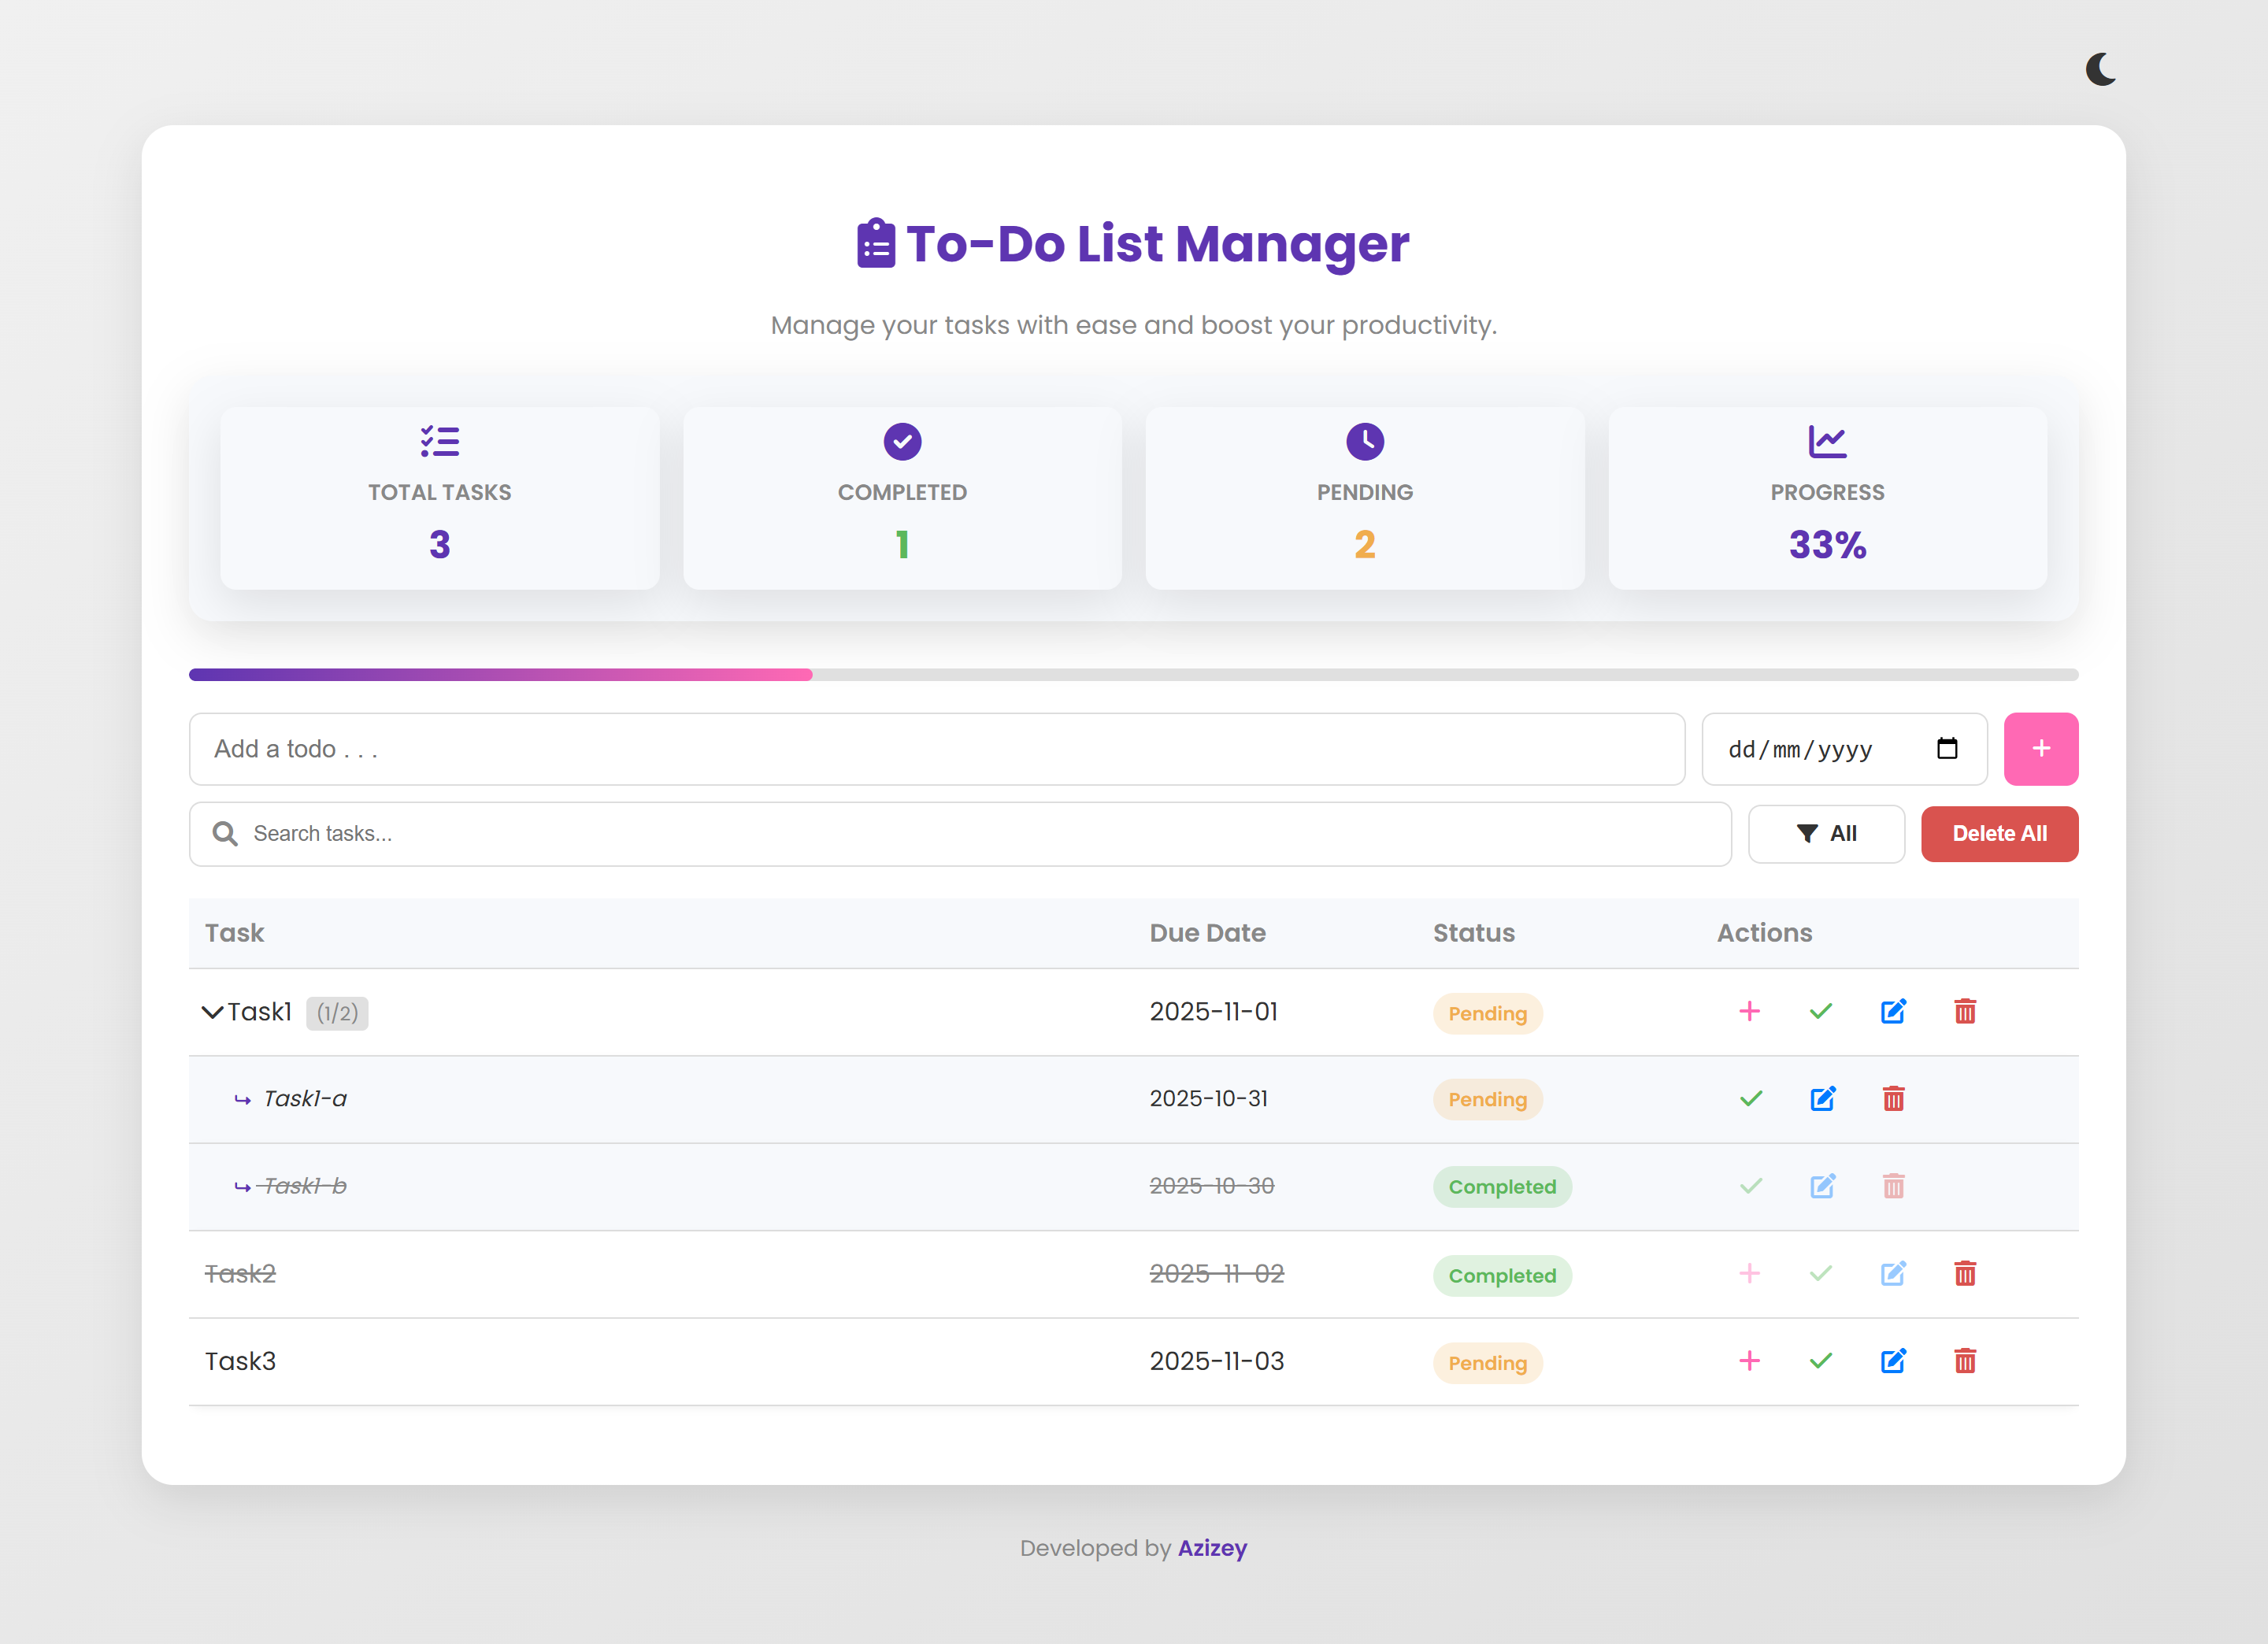 To-Do List Manager
Manage your tasks with ease and boost your productivity.
TOTAL TASKS COMPLETED PENDING PROGRESS
3 1 2 33%
Add a todo . . . dd/mm/yyyy +
Search tasks... All Delete All
Task Due Date Status Actions
Task1 (1/2) 2025-11-01 Pending
Task1-a 2025-10-31 Pending
Task1-b 2025-10-30 Completed
Task2 2025-11-02 Completed
Task3 2025-11-03 Pending
Developed by Azizey